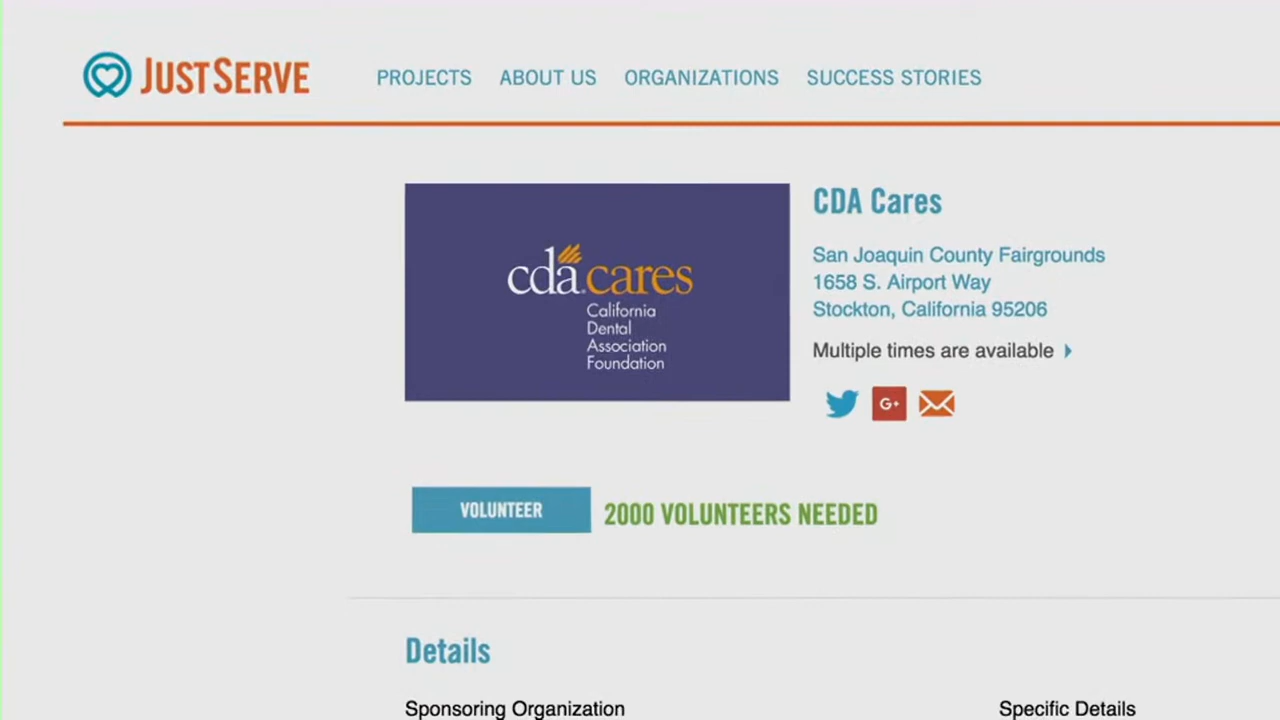 JUSTSERVE
PROJECTS ABOUT US ORGANIZATIONS SUCCESS STORIES
cda.cares
California
Dental
Association
Foundation
CDA Cares
San Joaquin County Fairgrounds
1658 S. Airport Way
Stockton, California 95206
Multiple times are available
G+
VOLUNTEER
2000 VOLUNTEERS NEEDED
Details
Sponsoring Organization
Specific Details